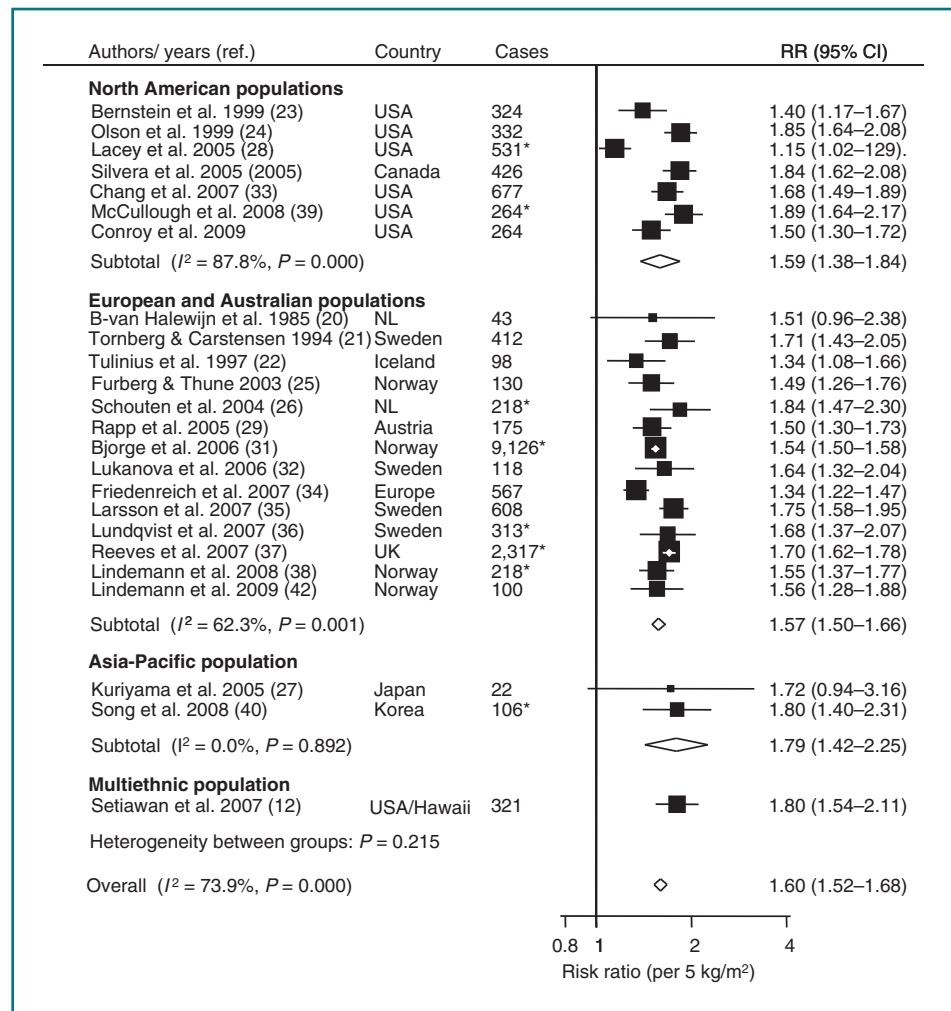 Authors/ years (ref.) Country Cases RR (95% CI)
North American populations
Bernstein et al. 1999 (23) USA 324 1.40 (1.17–1.67)
Olson et al. 1999 (24) USA 332 1.85 (1.64–2.08)
Lacey et al. 2005 (28) USA 531* 1.15 (1.02–129).
Silvera et al. 2005 (2005) Canada 426 1.84 (1.62–2.08)
Chang et al. 2007 (33) USA 677 1.68 (1.49–1.89)
McCullough et al. 2008 (39) USA 264* 1.89 (1.64–2.17)
Conroy et al. 2009 USA 264 1.50 (1.30–1.72)
Subtotal (I² = 87.8%, P = 0.000) 1.59 (1.38–1.84)
European and Australian populations
B-van Halewijn et al. 1985 (20) NL 43 1.51 (0.96–2.38)
Tornberg & Carstensen 1994 (21) Sweden 412 1.71 (1.43–2.05)
Tulinius et al. 1997 (22) Iceland 98 1.34 (1.08–1.66)
Furberg & Thune 2003 (25) Norway 130 1.49 (1.26–1.76)
Schouten et al. 2004 (26) NL 218* 1.84 (1.47–2.30)
Rapp et al. 2005 (29) Austria 175 1.50 (1.30–1.73)
Bjorge et al. 2006 (31) Norway 9,126* 1.54 (1.50–1.58)
Lukanova et al. 2006 (32) Sweden 118 1.64 (1.32–2.04)
Friedenreich et al. 2007 (34) Europe 567 1.34 (1.22–1.47)
Larsson et al. 2007 (35) Sweden 608 1.75 (1.58–1.95)
Lundqvist et al. 2007 (36) Sweden 313* 1.68 (1.37–2.07)
Reeves et al. 2007 (37) UK 2,317* 1.70 (1.62–1.78)
Lindemann et al. 2008 (38) Norway 218* 1.55 (1.37–1.77)
Lindemann et al. 2009 (42) Norway 100 1.56 (1.28–1.88)
Subtotal (I² = 62.3%, P = 0.001) 1.57 (1.50–1.66)
Asia-Pacific population
Kuriyama et al. 2005 (27) Japan 22 1.72 (0.94–3.16)
Song et al. 2008 (40) Korea 106* 1.80 (1.40–2.31)
Subtotal (I² = 0.0%, P = 0.892) 1.79 (1.42–2.25)
Multiethnic population
Setiawan et al. 2007 (12) USA/Hawaii 321 1.80 (1.54–2.11)
Heterogeneity between groups: P = 0.215
Overall (I² = 73.9%, P = 0.000) 1.60 (1.52–1.68)
0.8 1 2 4
Risk ratio (per 5 kg/m²)